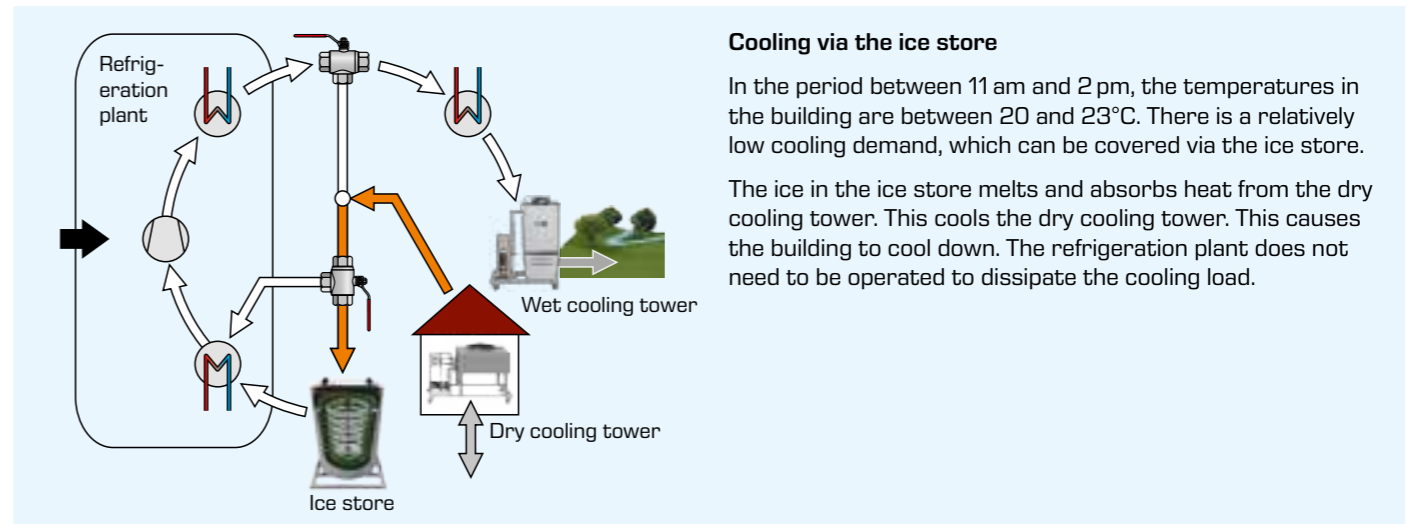 Refrig-
eration
plant
Wet cooling tower
Dry cooling tower
Ice store
Cooling via the ice store
In the period between 11 am and 2 pm, the temperatures in
the building are between 20 and 23°C. There is a relatively
low cooling demand, which can be covered via the ice store.
The ice in the ice store melts and absorbs heat from the dry
cooling tower. This cools the dry cooling tower. This causes
the building to cool down. The refrigeration plant does not
need to be operated to dissipate the cooling load.